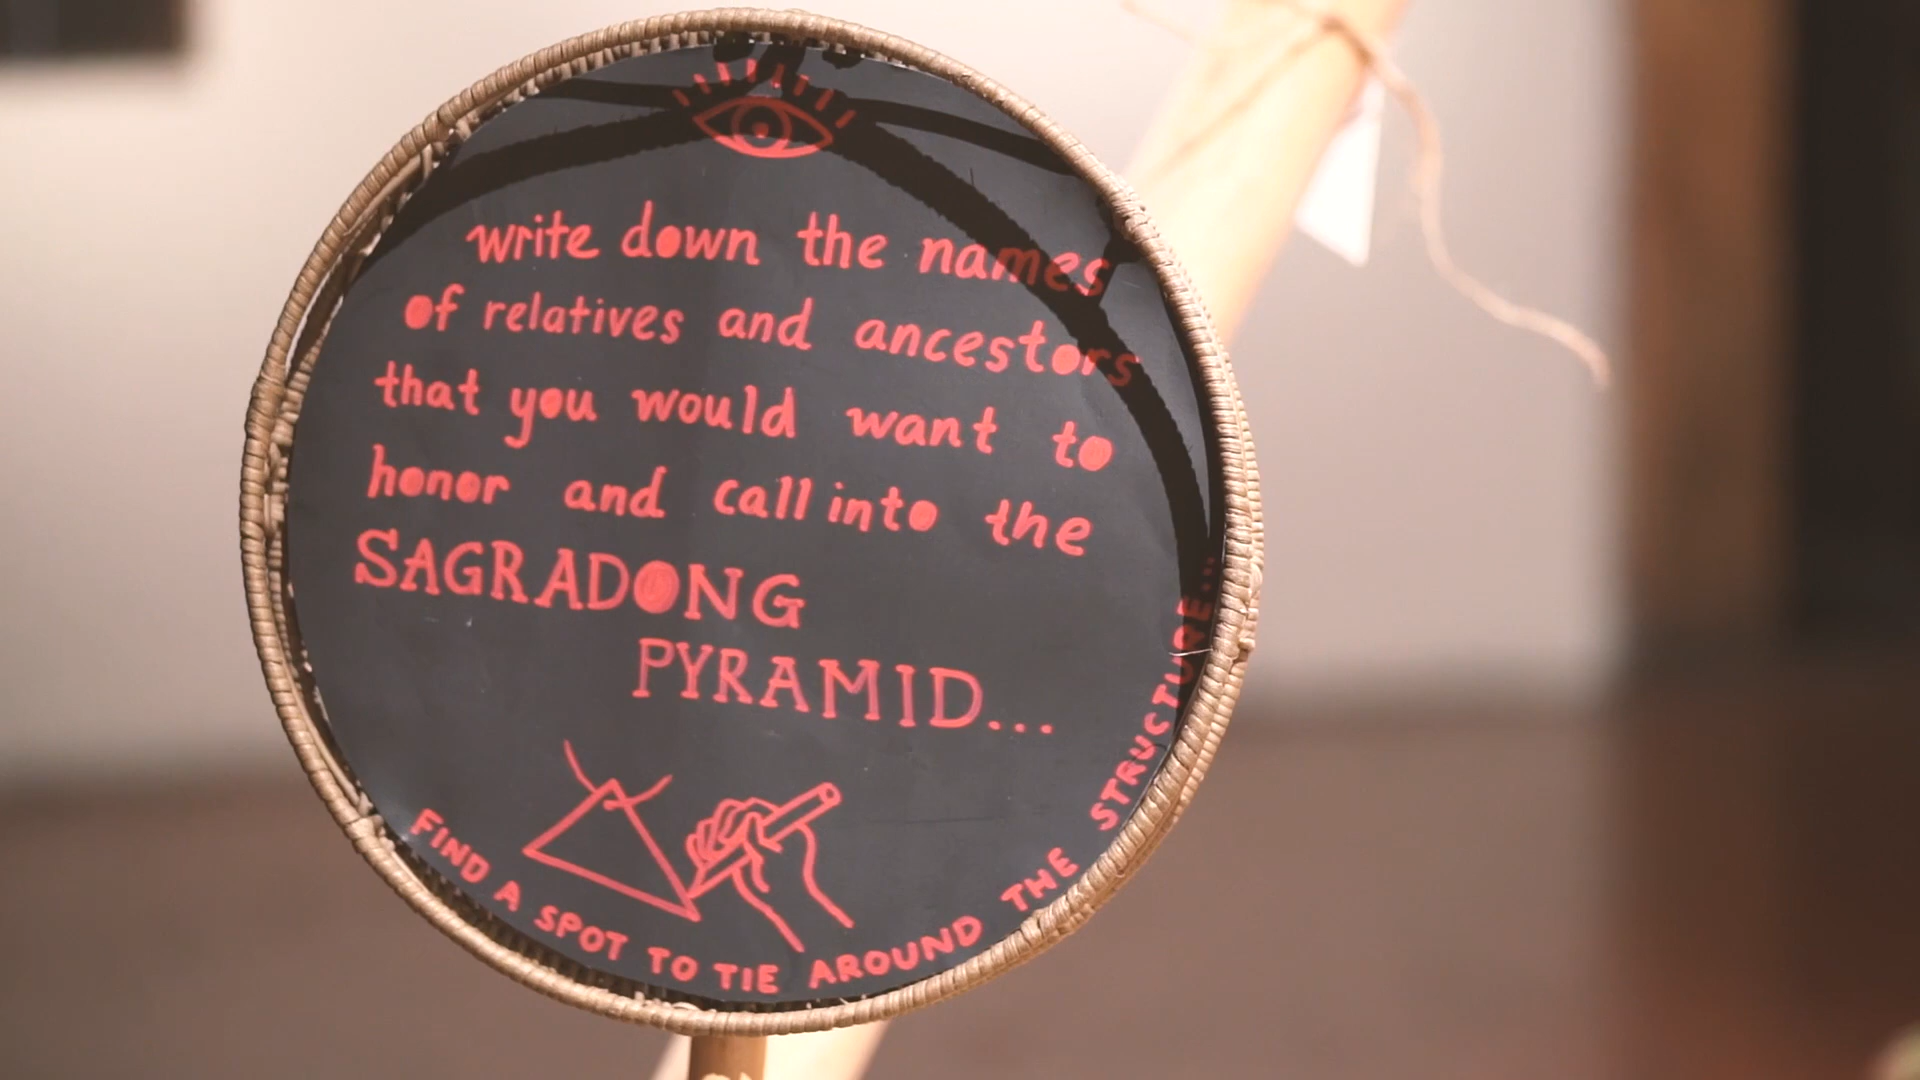 write down the names
of relatives and ancestors
that you would want to
honor and call into the
SAGRADONG
PYRAMID...
FIND A SPOT TO TIE AROUND THE STRUCTURE...